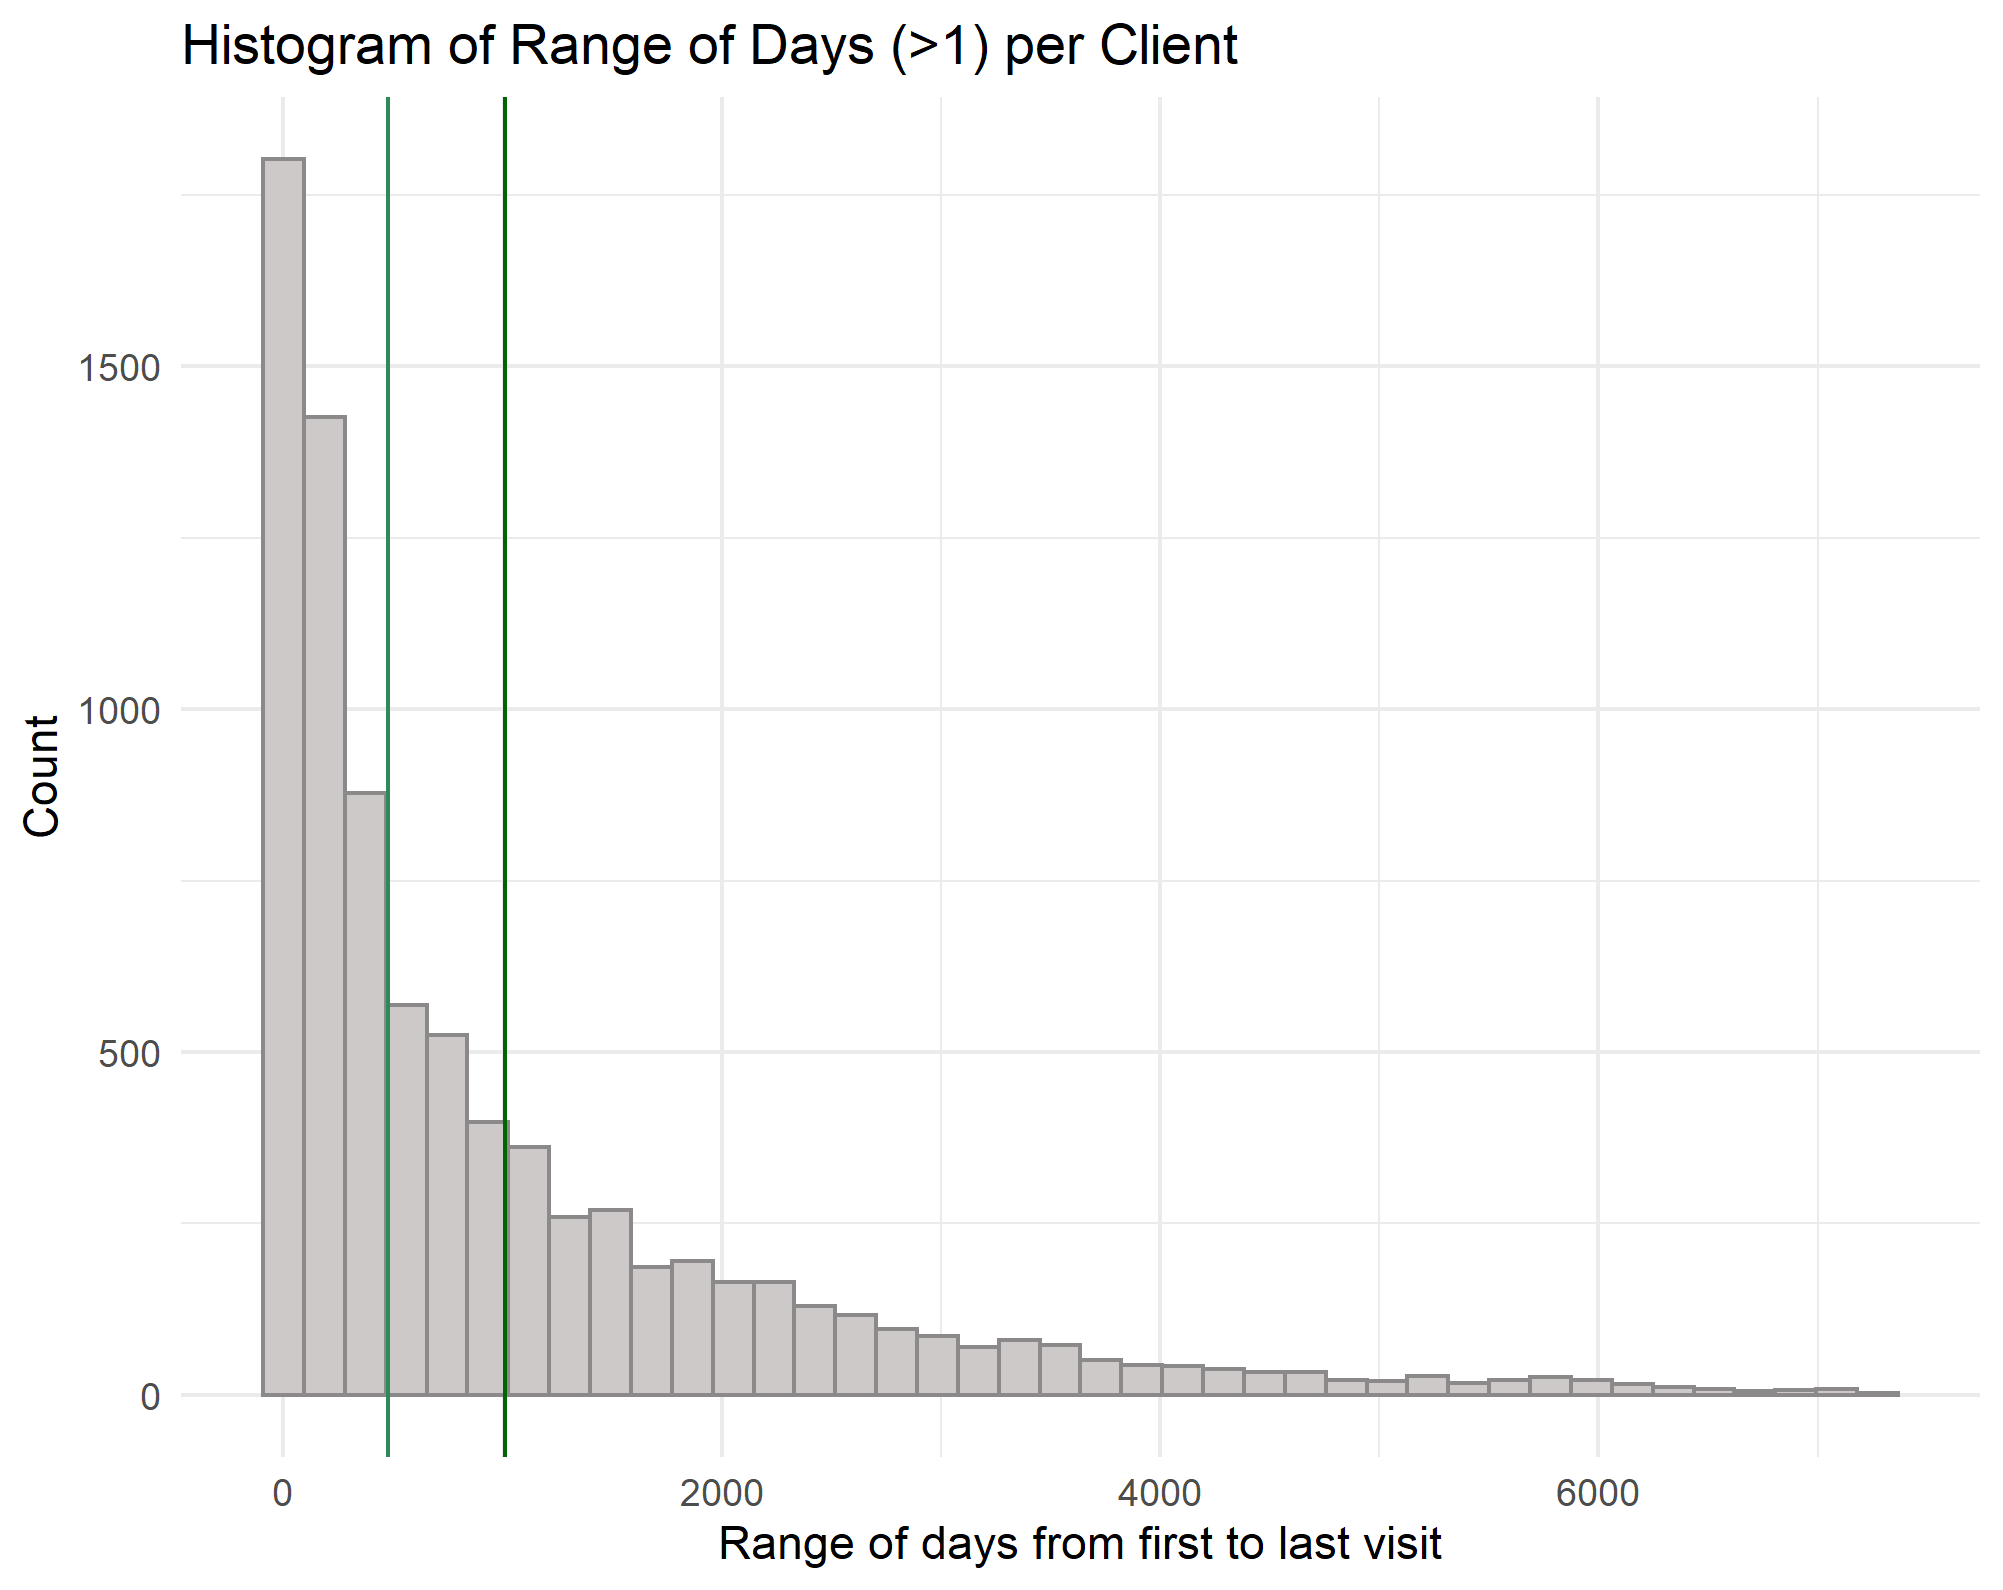 Histogram of Range of Days (>1) per Client
1500
1000
500
0
Count
0 2000 4000 6000
Range of days from first to last visit